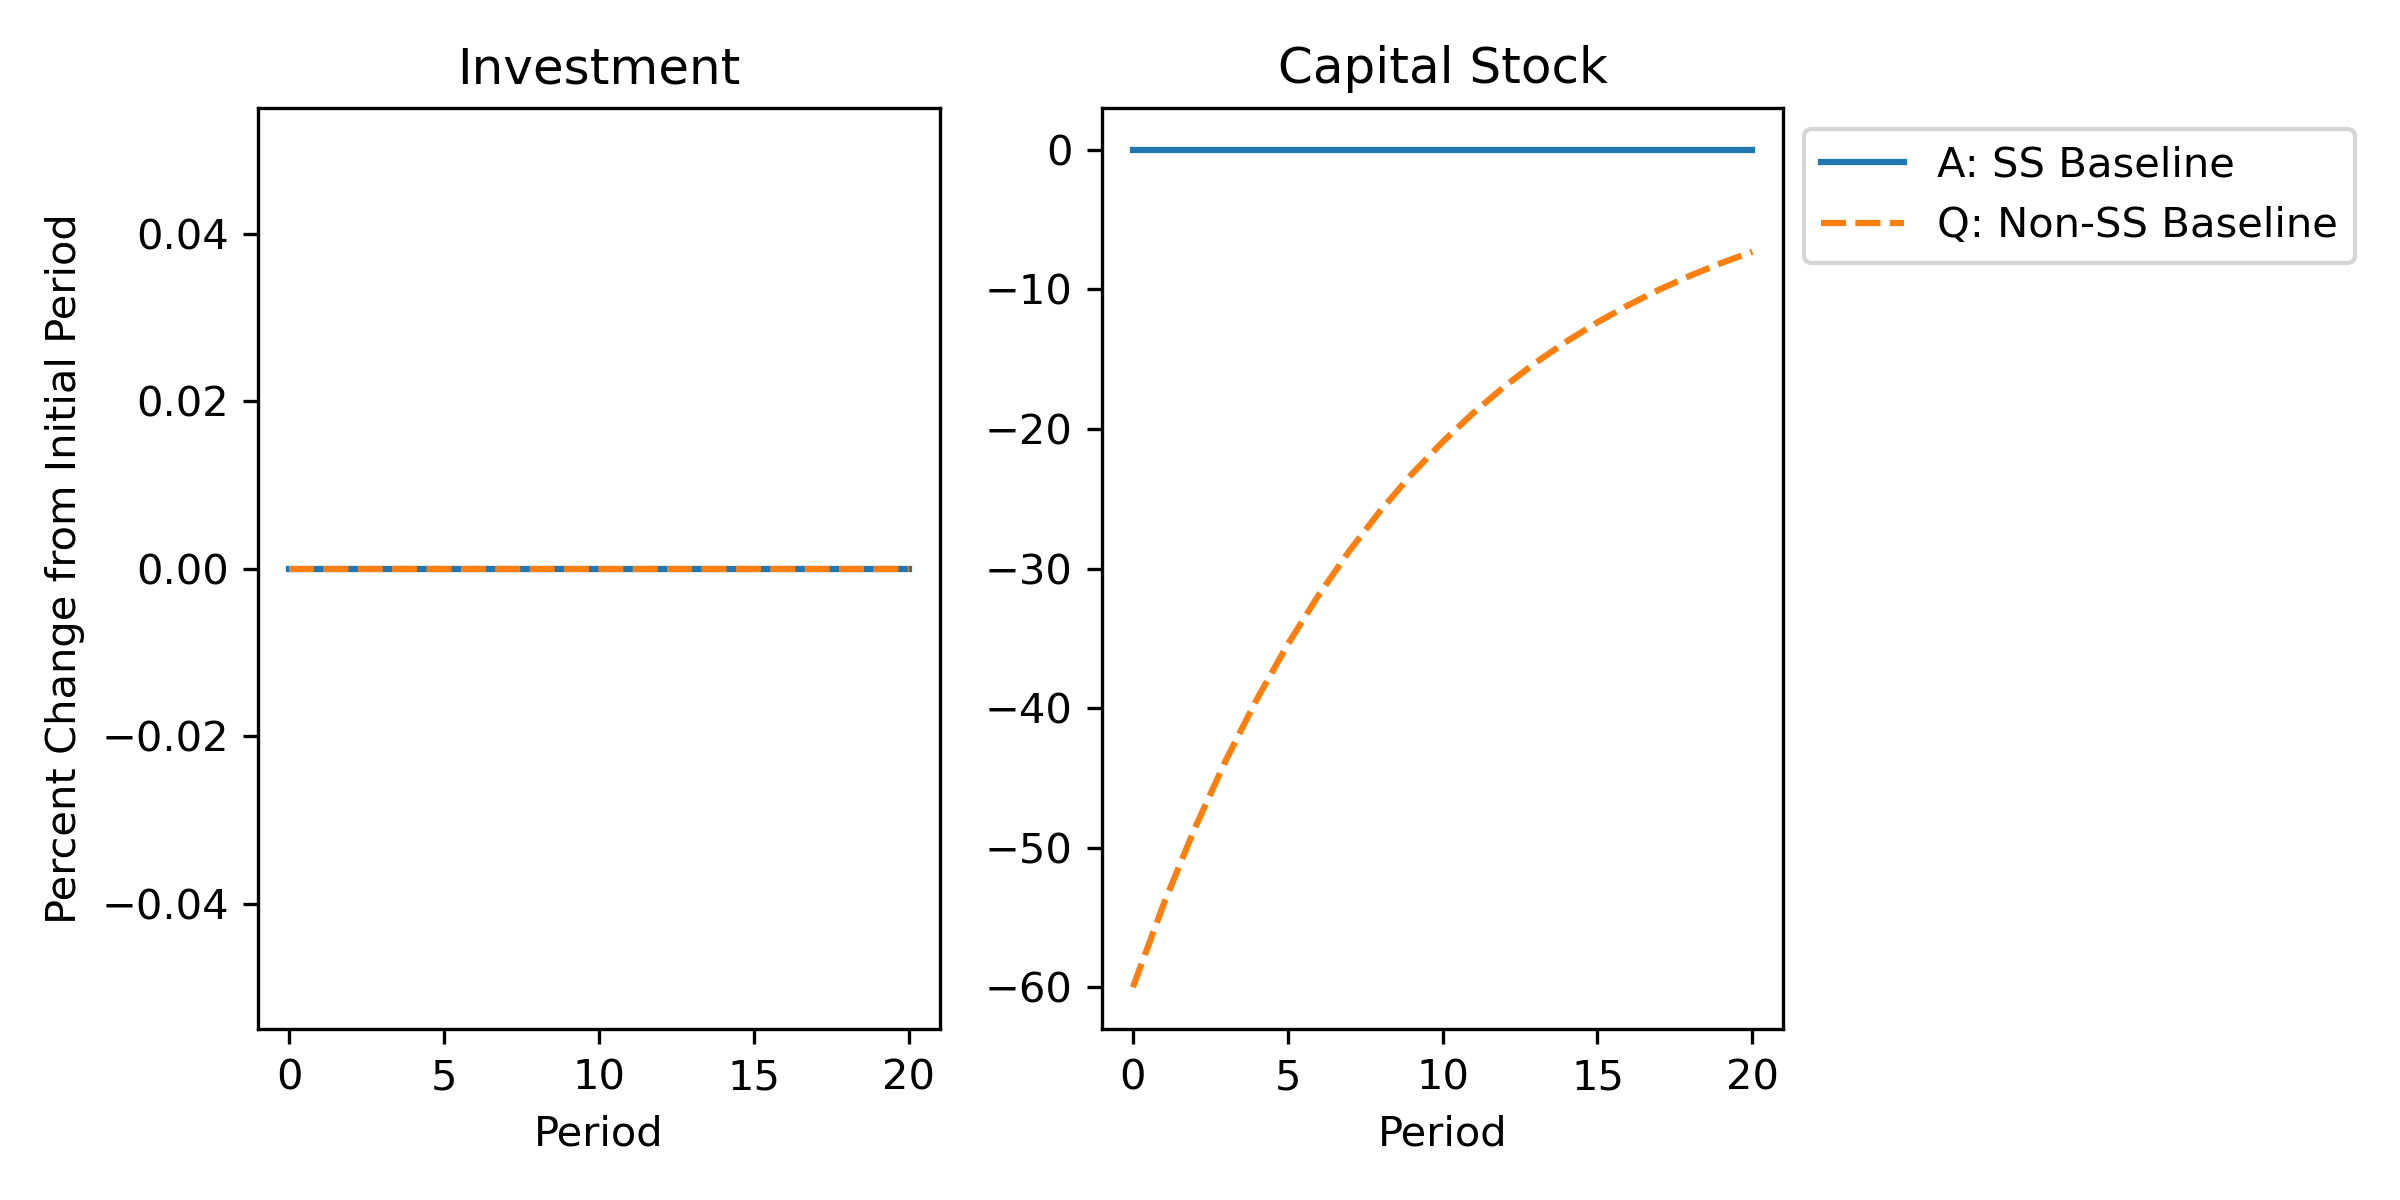 Investment
Capital Stock
Percent Change from Initial Period
0.04
0.02
0.00
−0.02
−0.04
0 5 10 15 20
Period
0
−10
−20
−30
−40
−50
−60
0 5 10 15 20
Period
A: SS Baseline
Q: Non-SS Baseline